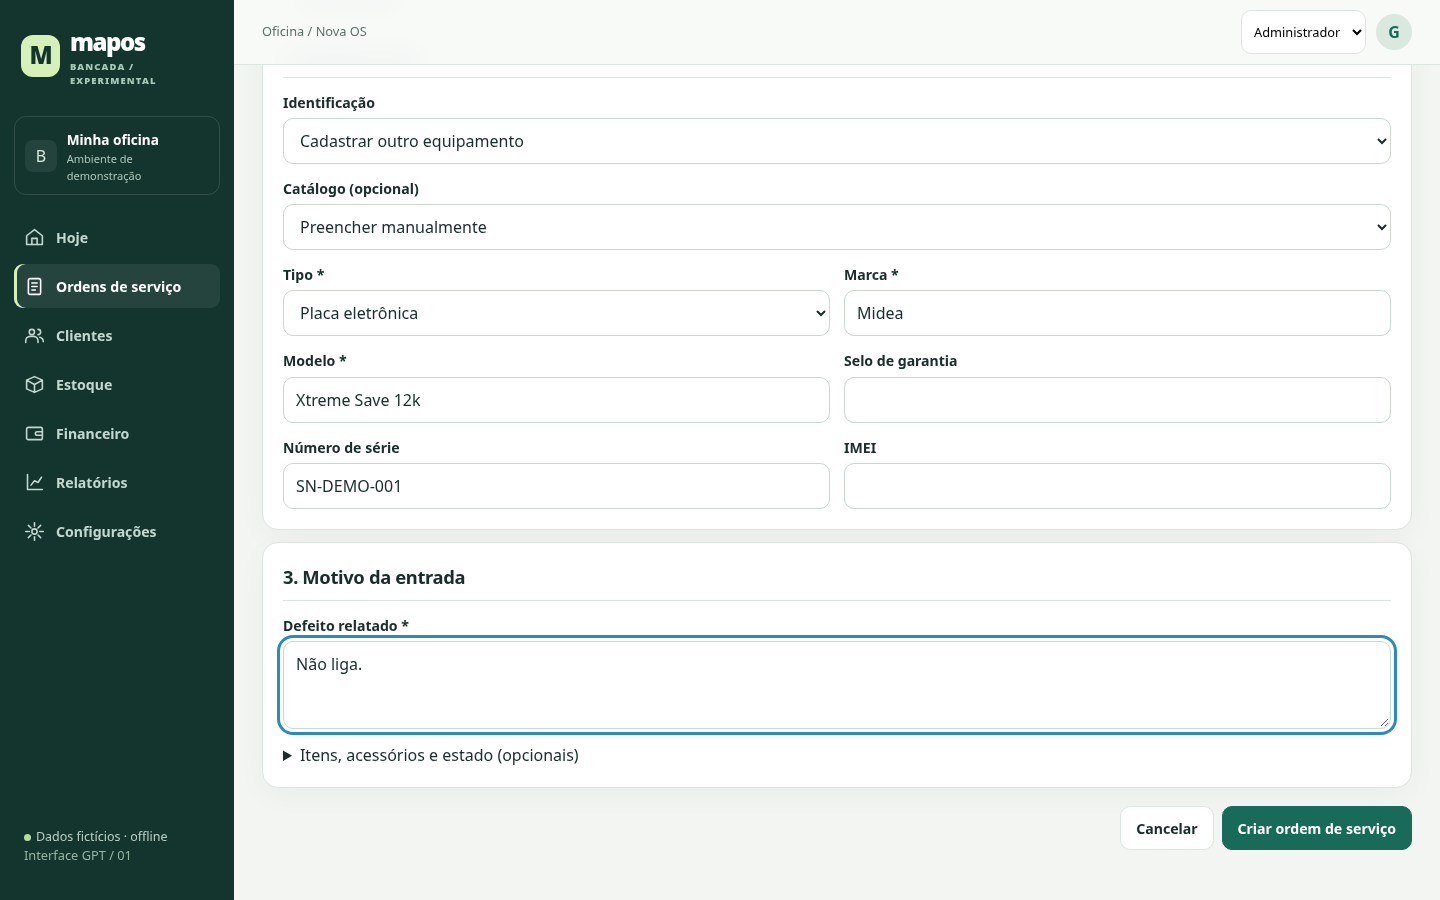 M
mapos
BANCADA /
EXPERIMENTAL
B
Minha oficina
Ambiente de
demonstração
Hoje
Ordens de serviço
Clientes
Estoque
Financeiro
Relatórios
Configurações
Dados fictícios · offline
Interface GPT / 01
Oficina / Nova OS
Administrador
G
Identificação
Cadastrar outro equipamento
Catálogo (opcional)
Preencher manualmente
Tipo *
Marca *
Placa eletrônica
Midea
Modelo *
Selo de garantia
Xtreme Save 12k
Número de série
IMEI
SN-DEMO-001
3. Motivo da entrada
Defeito relatado *
Não liga.
Itens, acessórios e estado (opcionais)
Cancelar
Criar ordem de serviço